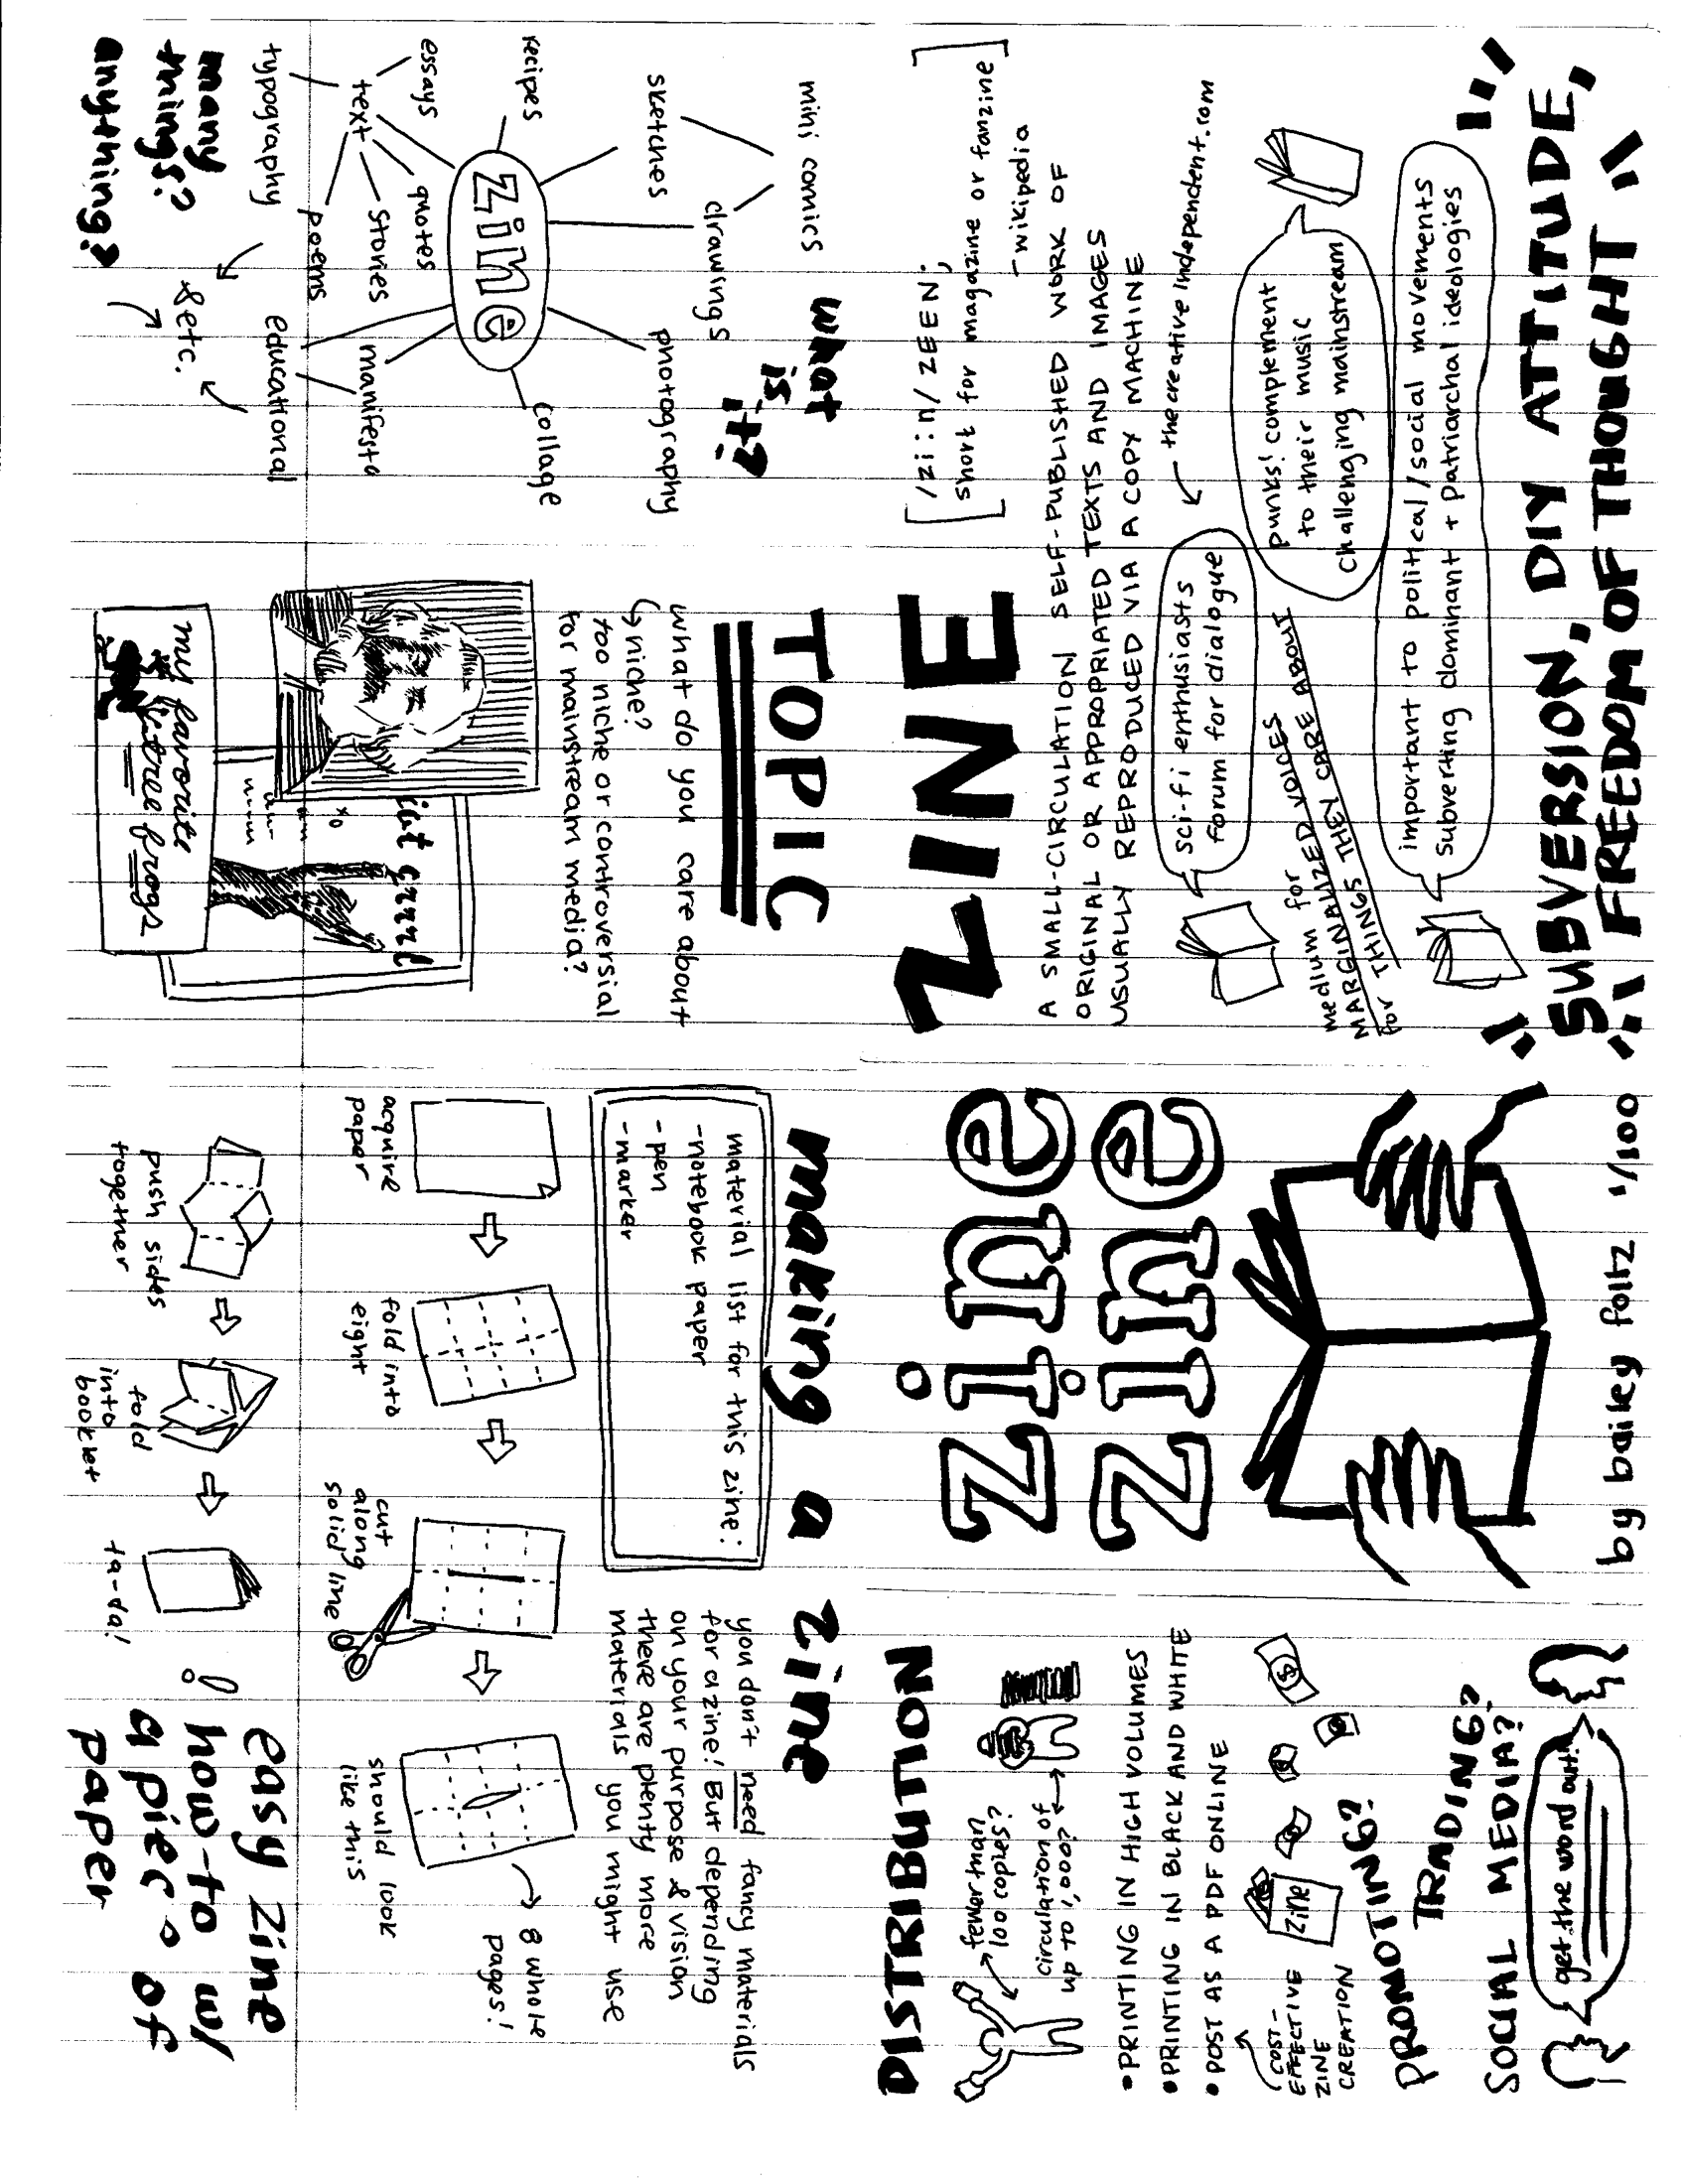 zine
zine
by bailey foltz 1/100
ZINE
[/zi:n/ ZEEN;
short for magazine or fanzine]
-wikipedia
A SMALL-CIRCULATION SELF-PUBLISHED WORK OF
ORIGINAL OR APPROPRIATED TEXTS AND IMAGES
USUALLY REPRODUCED VIA A COPY MACHINE
thecreativeindependent.com
sci-fi enthusiasts
forum for dialogue
punks! complement
to their music
challenging mainstream
medium for
MARGINALIZED VOICES
for THINGS THEY CARE ABOUT
important to political/social movements
subverting dominant + patriarchal ideologies
SUBVERSION, DIY ATTITUDE,
FREEDOM OF THOUGHT
what
is it?
mini comics
sketches
drawings
photography
recipes
zine
collage
essays
text
quotes
stories
poems
typography
manifesto
educational
&etc.
many
things?
anything?
TOPIC
what do you care about
niche?
too niche or controversial
for mainstream media?
my favorite
tree frogs
making a zine
material list for this zine:
-notebook paper
-pen
-marker
you don't need fancy materials
for a zine! But depending
on your purpose & vision
there are plenty more
materials you might use
acquire
paper
fold into
eight
cut
along
solid line
should look
like this
8 whole
pages!
push sides
together
fold
into
booklet
ta-da!
easy zine
how-to w/
a piece of
paper
DISTRIBUTION
fewer than
100 copies?
circulation of
up to 1,000?
•PRINTING IN HIGH VOLUMES
•PRINTING IN BLACK AND WHITE
•POST AS A PDF ONLINE
COST-
EFFECTIVE
ZINE
CREATION
$
zine
PROMOTING?
TRADING?
SOCIAL MEDIA?
get the word out!